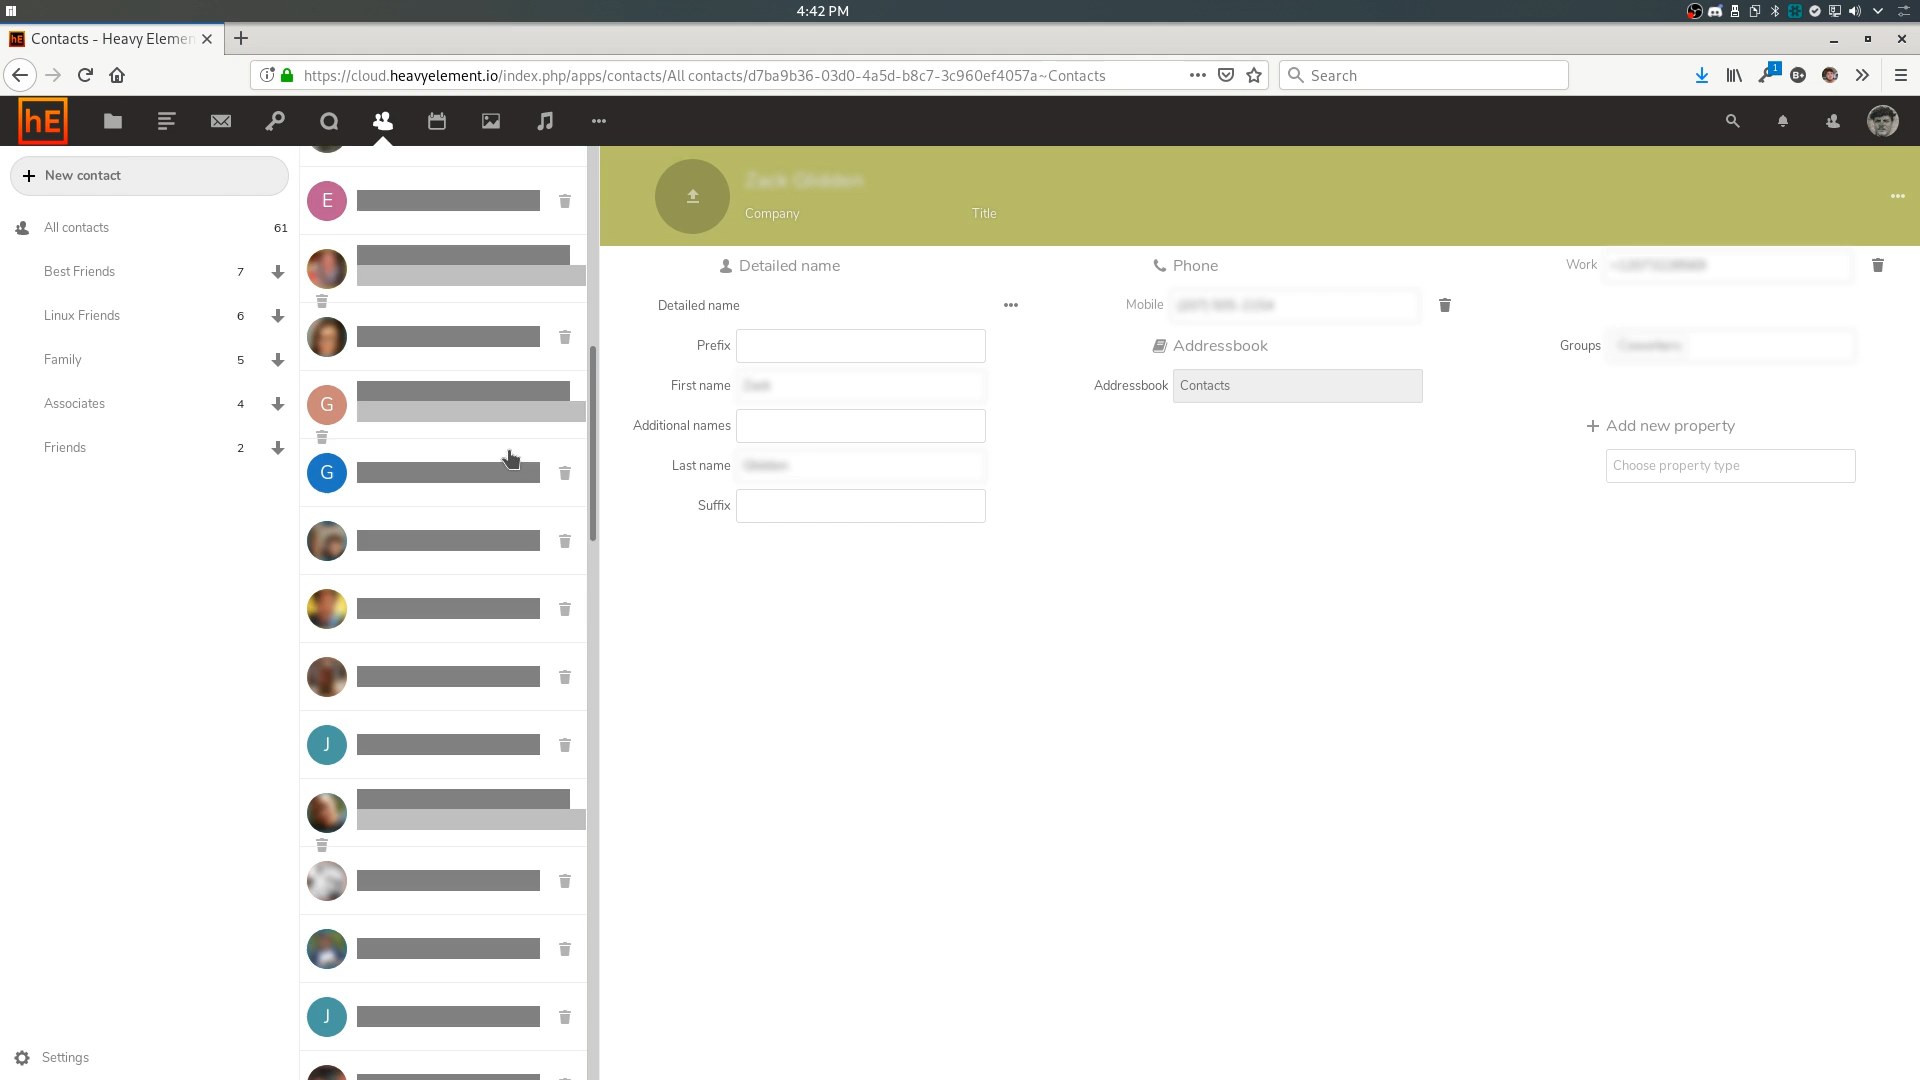 4:42 PM
hE Contacts - Heavy Elemen
https://cloud.heavyelement.io/index.php/apps/contacts/All contacts/d7ba9b36-03d0-4a5d-b8c7-3c960ef4057a~Contacts
Search
1
B+
hE
New contact
All contacts 61
Best Friends 7
Linux Friends 6
Family 5
Associates 4
Friends 2
Settings
E
G
G
J
J
Company Title
Detailed name
Detailed name
Prefix
First name
Additional names
Last name
Suffix
Phone
Mobile
Addressbook
Addressbook Contacts
Work
Groups
Add new property
Choose property type